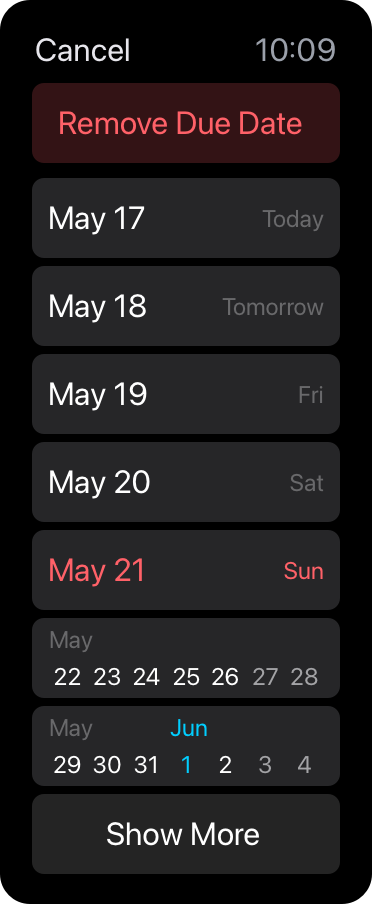 Cancel 10:09
Remove Due Date
May 17 Today
May 18 Tomorrow
May 19 Fri
May 20 Sat
May 21 Sun
May
22 23 24 25 26 27 28
May Jun
29 30 31 1 2 3 4
Show More